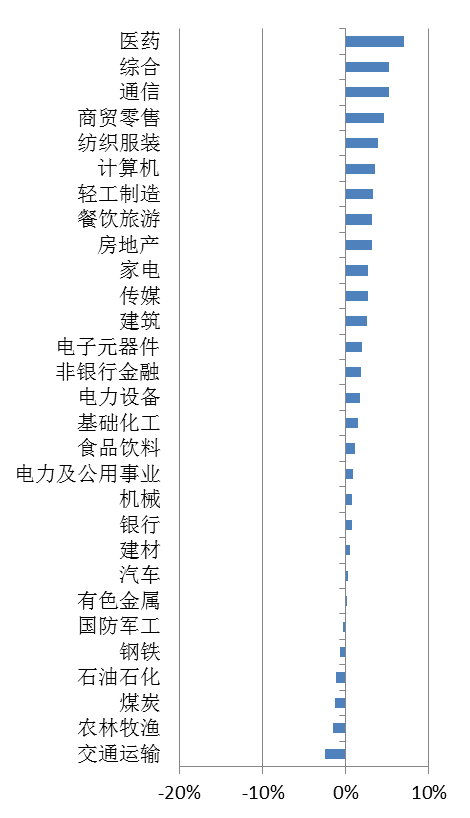 医药
综合
通信
商贸零售
纺织服装
计算机
轻工制造
餐饮旅游
房地产
家电
传媒
建筑
电子元器件
非银行金融
电力设备
基础化工
食品饮料
电力及公用事业
机械
银行
建材
汽车
有色金属
国防军工
钢铁
石油石化
煤炭
农林牧渔
交通运输
-20% -10% 0% 10%